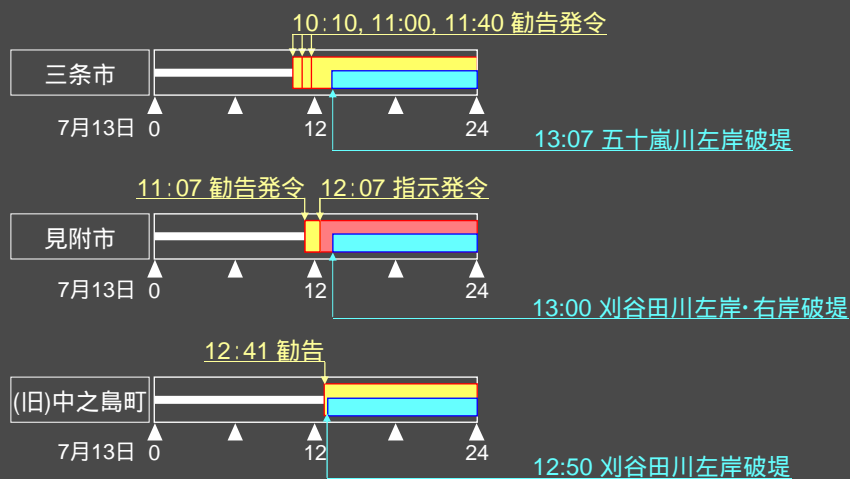 10:10, 11:00, 11:40 勧告発令
三条市
7月13日 0 12 24
13:07 五十嵐川左岸破堤
11:07 勧告発令 12:07 指示発令
見附市
7月13日 0 12 24
13:00 刈谷田川左岸・右岸破堤
12:41 勧告
(旧)中之島町
7月13日 0 12 24
12:50 刈谷田川左岸破堤